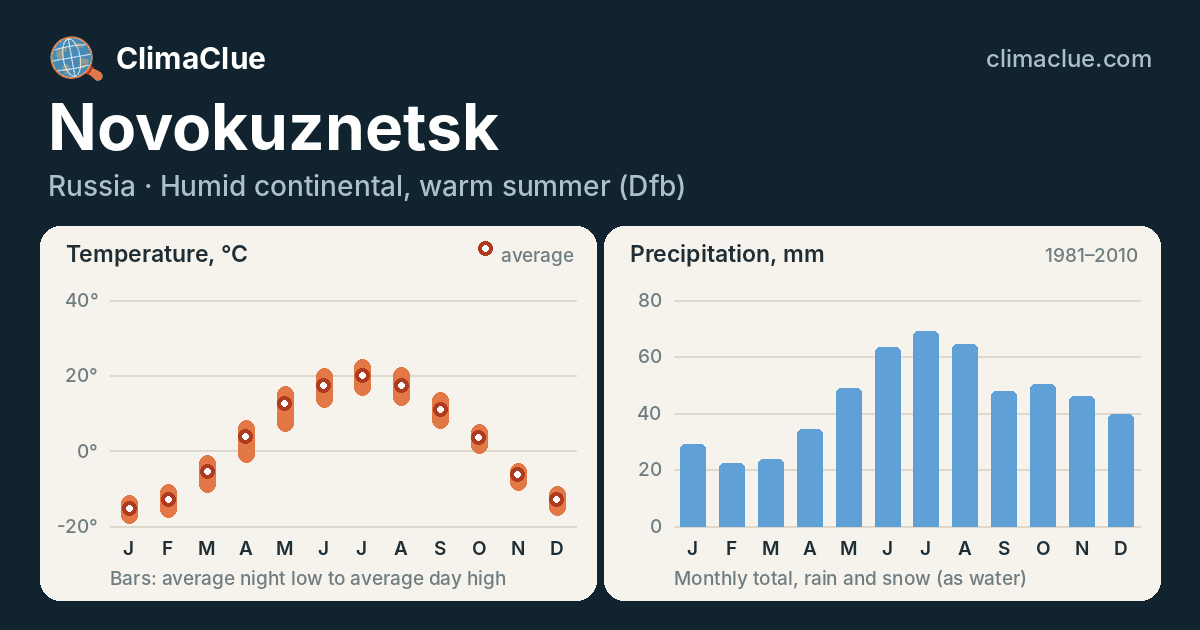 ClimaClue
climaclue.com
Novokuznetsk
Russia · Humid continental, warm summer (Dfb)
Temperature, °C
average
40°
20°
0°
-20°
J F M A M J J A S O N D
Bars: average night low to average day high
Precipitation, mm
1981–2010
80
60
40
20
0
J F M A M J J A S O N D
Monthly total, rain and snow (as water)